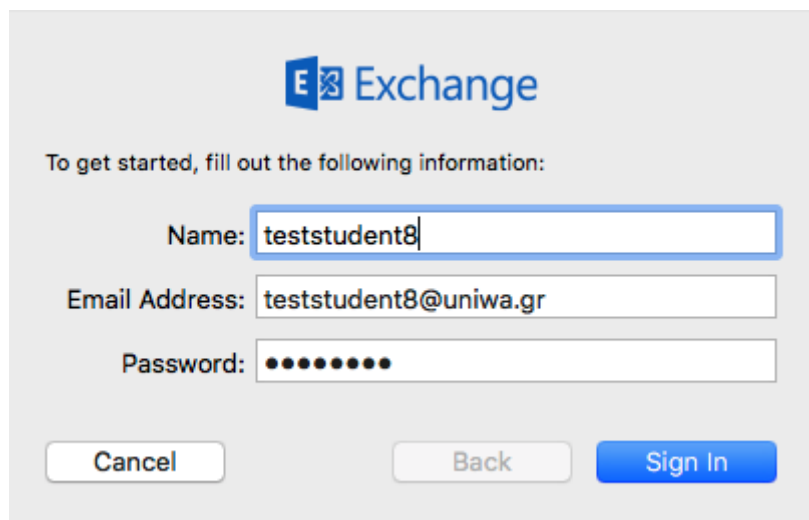 Exchange
To get started, fill out the following information:
Name: teststudent8
Email Address: teststudent8@uniwa.gr
Password: ●●●●●●●●
Cancel Back Sign In